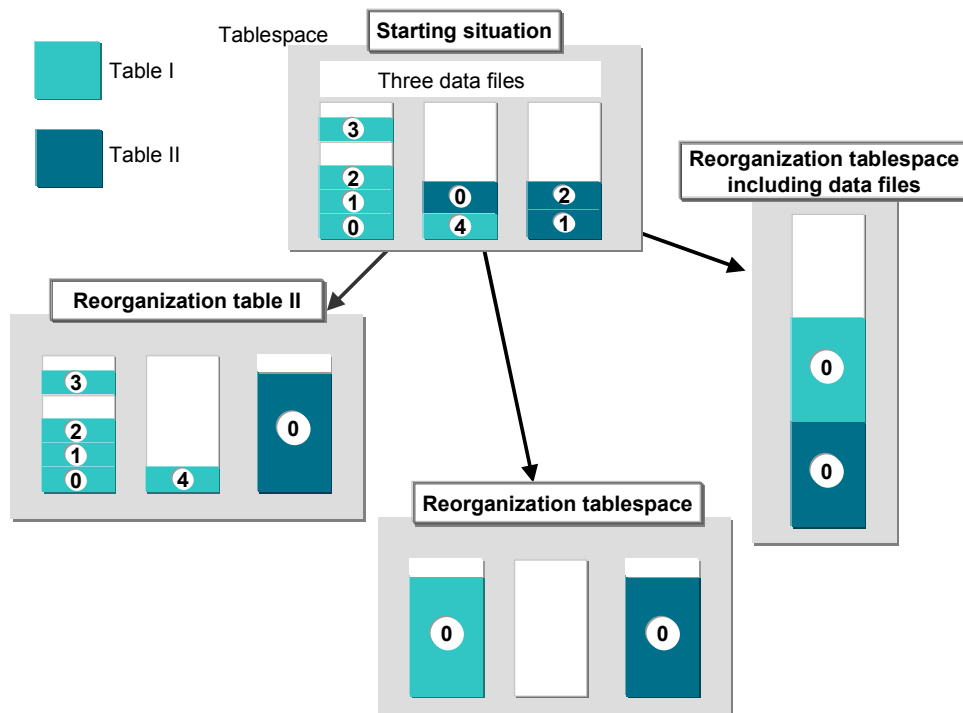 Tablespace
Starting situation
Table I
Table II
Three data files
3
2
1
0
0
4
2
1
Reorganization tablespace
including data files
0
0
Reorganization table II
3
2
1
0
4
0
Reorganization tablespace
0
0